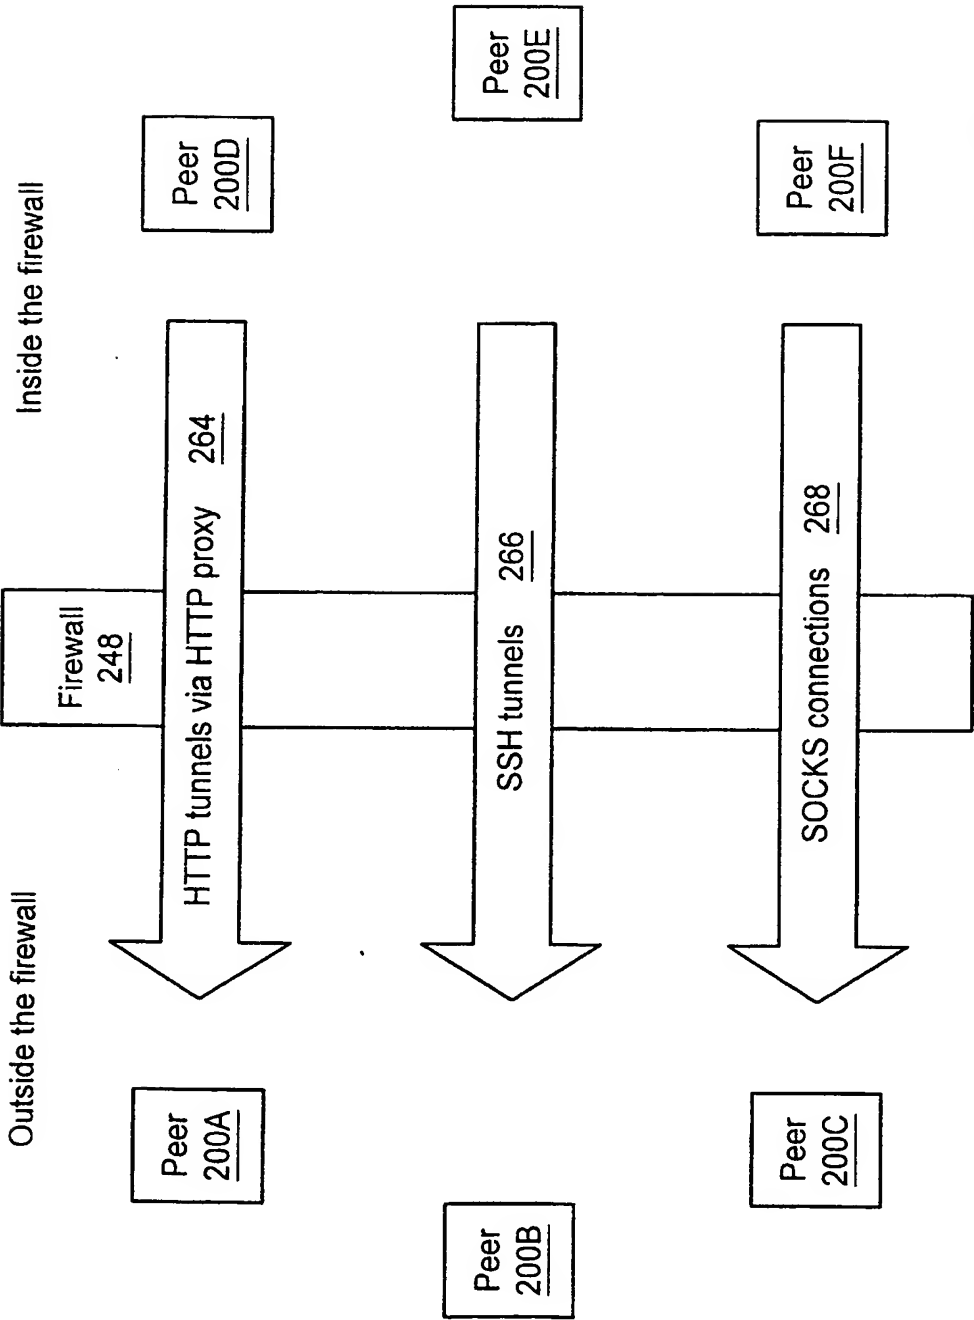 Outside the firewall
Inside the firewall
Firewall
248
Peer
200A
HTTP tunnels via HTTP proxy 264
Peer
200D
Peer
200B
SSH tunnels 266
Peer
200E
Peer
200C
SOCKS connections 268
Peer
200F